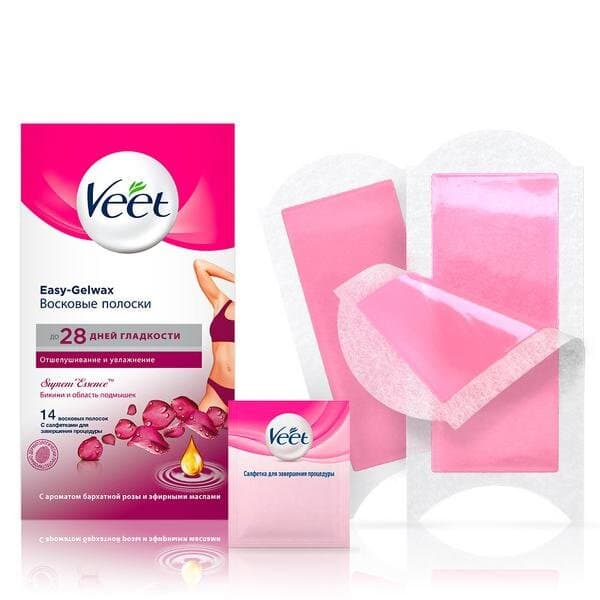 Veet
Easy-Gelwax
Восковые полоски
до 28 ДНЕЙ ГЛАДКОСТИ
Отшелушивание и увлажнение
Suprem'Essence™
Бикини и область подмышек
14 восковых полосок
С салфетками для
завершения процедуры
С ароматом бархатной розы и эфирными маслами
Veet
Салфетка для завершения процедуры